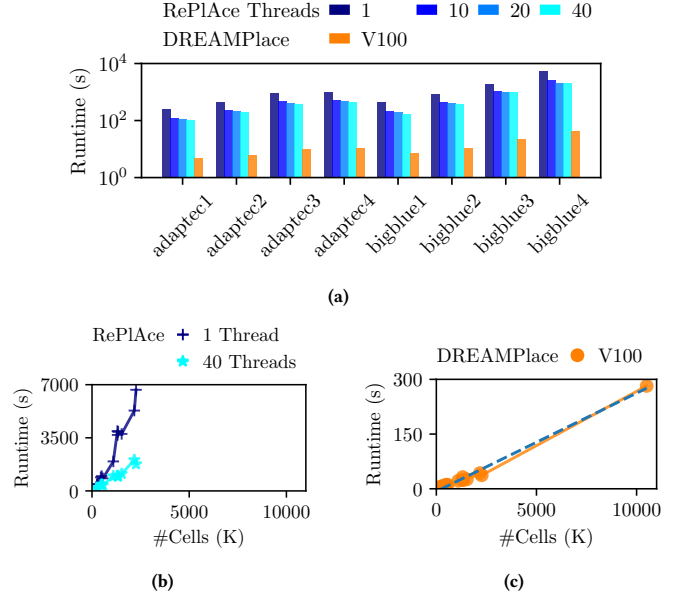 RePlAce Threads 1 10 20 40
DREAMPlace V100
Runtime (s)
10^4
10^2
10^0
adaptec1 adaptec2 adaptec3 adaptec4 bigblue1 bigblue2 bigblue3 bigblue4
(a)
RePlAce 1 Thread
40 Threads
Runtime (s)
7000
3500
0
0 5000 10000
#Cells (K)
(b)
DREAMPlace V100
Runtime (s)
300
150
0
0 5000 10000
#Cells (K)
(c)